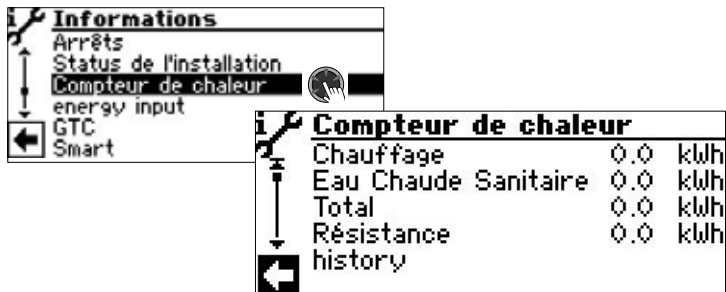 Informations
Arrêts
Status de l'installation
Compteur de chaleur
energy input
GTC
Smart
Compteur de chaleur
Chauffage 0.0 kWh
Eau Chaude Sanitaire 0.0 kWh
Total 0.0 kWh
Résistance 0.0 kWh
history